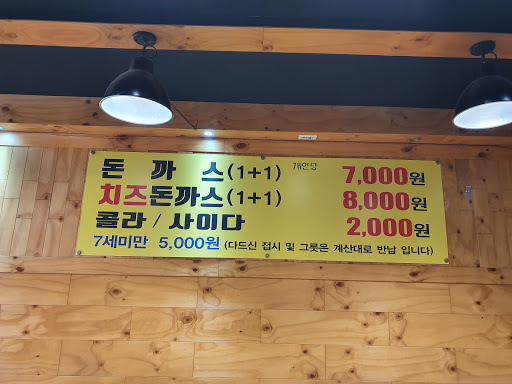 돈 까 스(1+1) 개인당 7,000원
치즈돈까스(1+1) 8,000원
콜라 / 사이다 2,000원
7세미만 5,000원 (다드신 접시 및 그릇은 계산대로 반납 입니다)